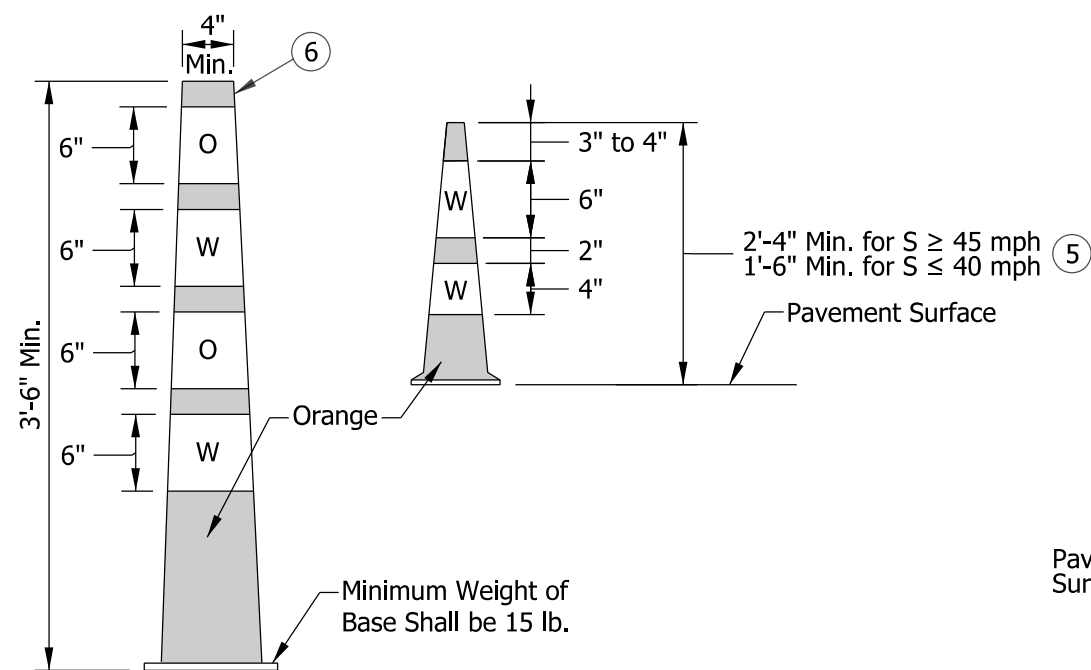 4"
Min.
6
6"
O
6"
W
6"
O
6"
W
3'-6" Min.
Orange
Minimum Weight of
Base Shall be 15 lb.
W
W
3" to 4"
6"
2"
4"
2'-4" Min. for S ≥ 45 mph
1'-6" Min. for S ≤ 40 mph
5
Pavement Surface
Pav
Sur